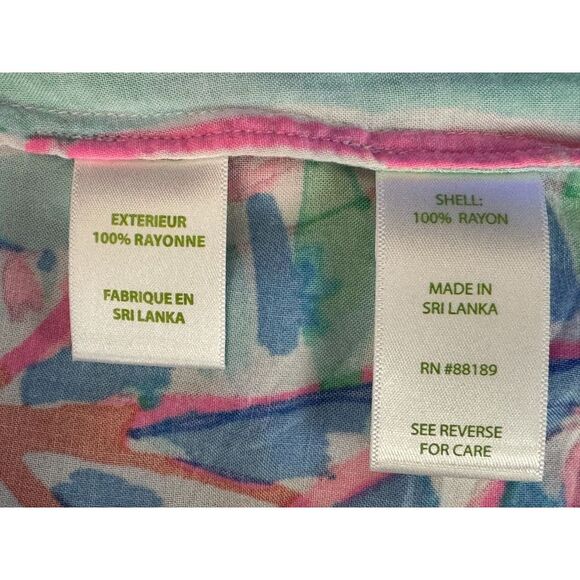 EXTERIEUR
100% RAYONNE
FABRIQUE EN
SRI LANKA
SHELL:
100% RAYON
MADE IN
SRI LANKA
RN #88189
SEE REVERSE
FOR CARE